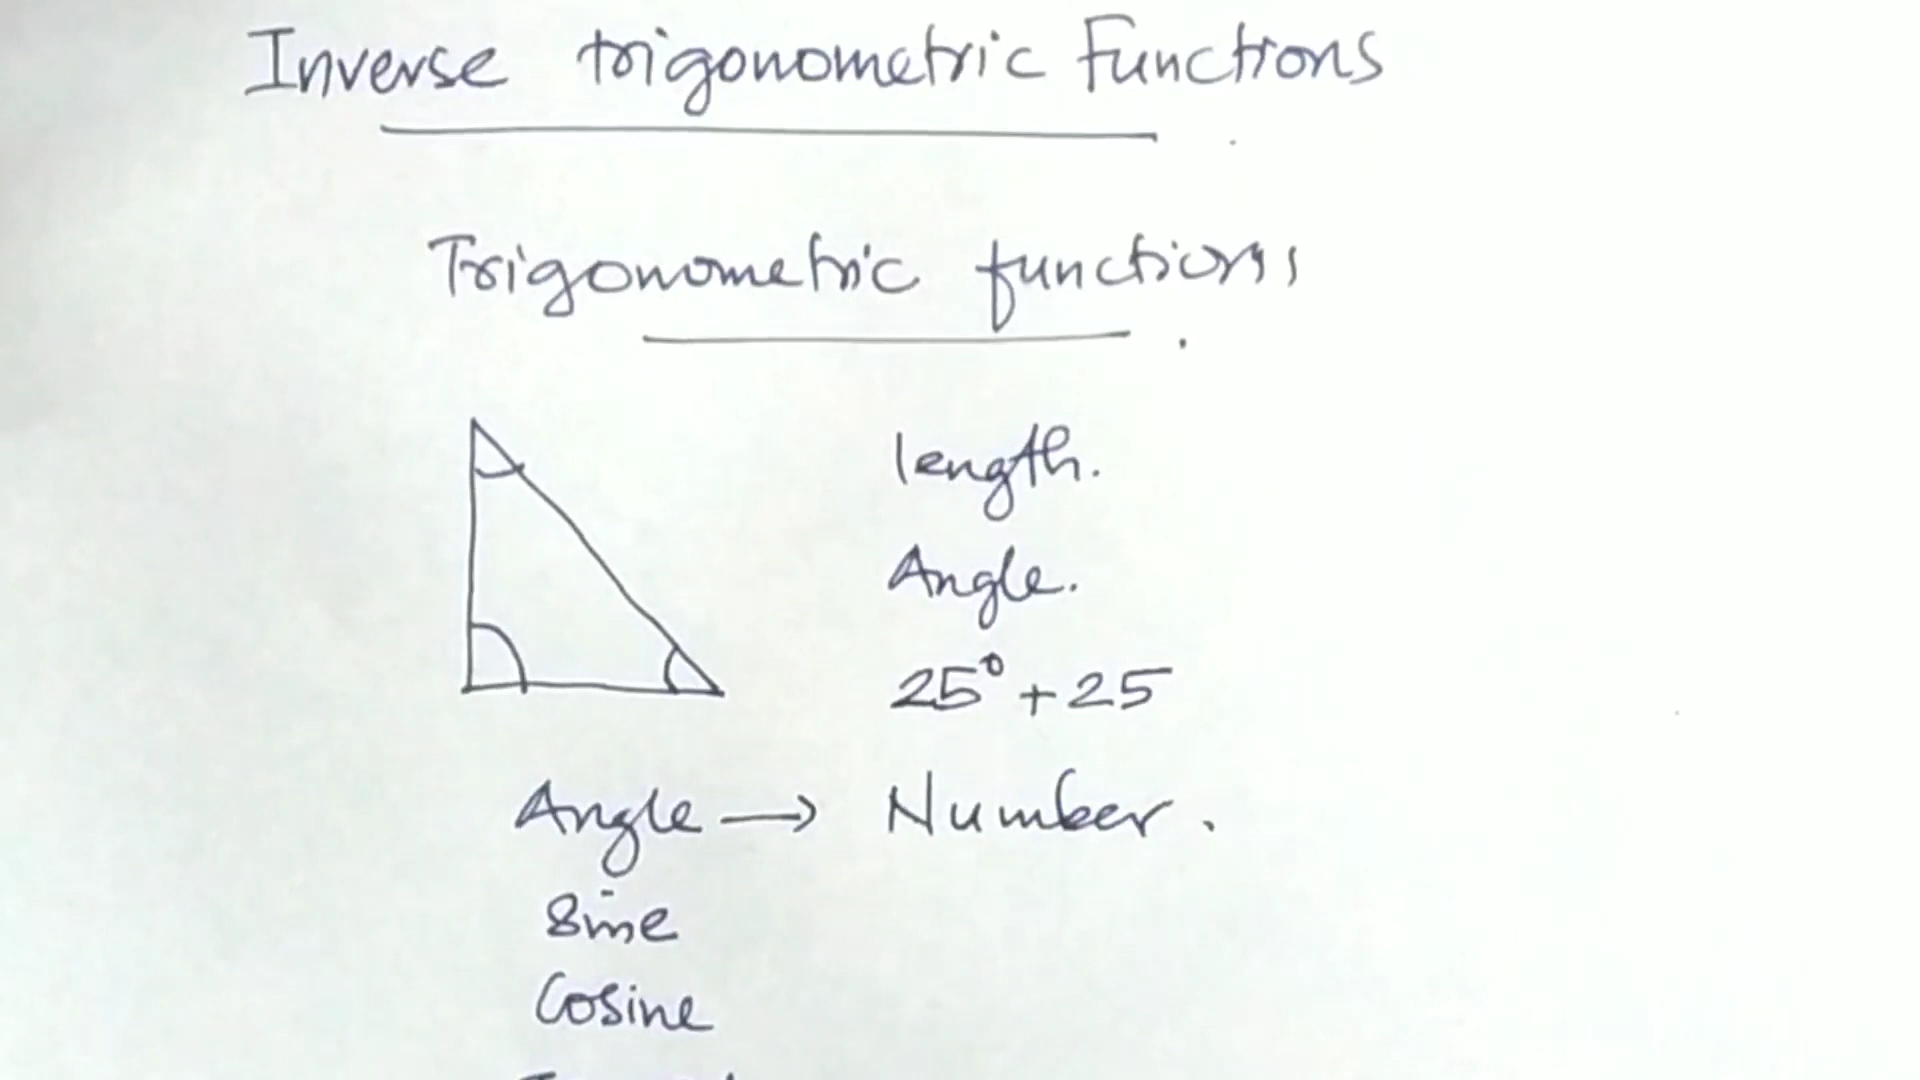 Inverse trigonometric Functions
Trigonometric functions
length.
Angle.
25° + 25
Angle → Number.
Sine
Cosine